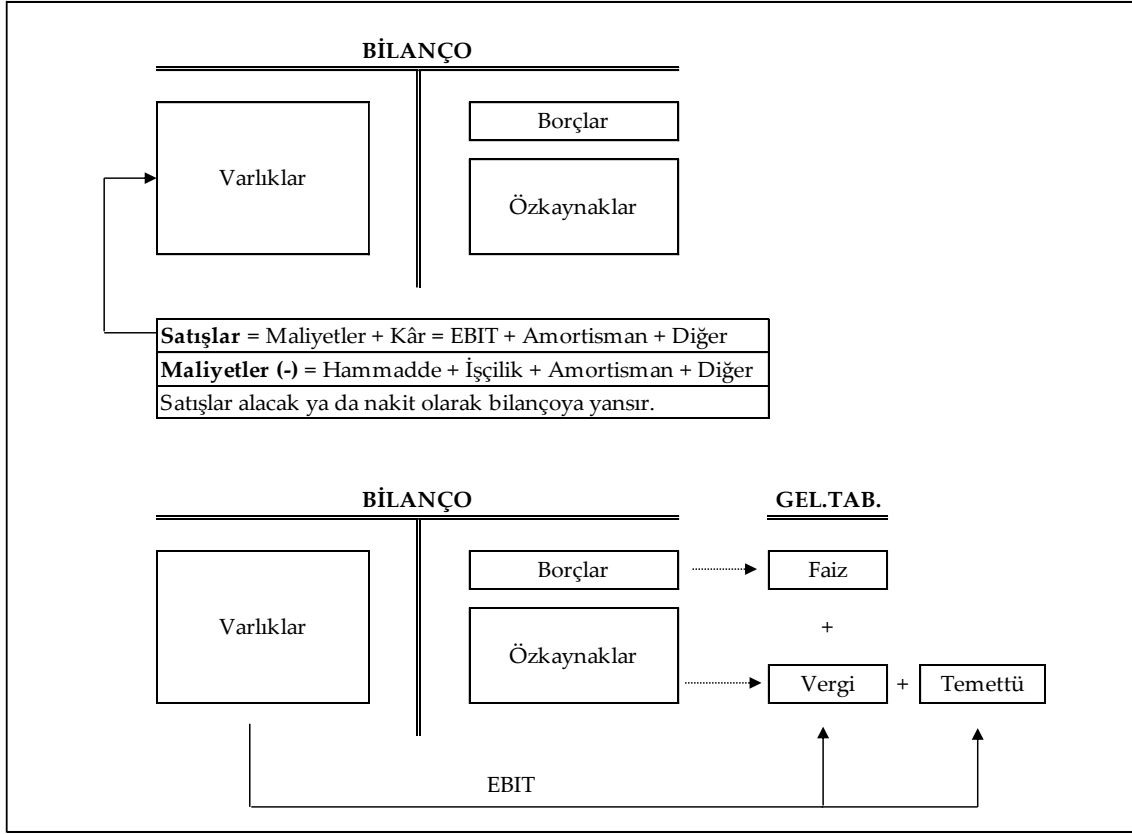 BİLANÇO
Borçlar
Varlıklar
Özkaynaklar
Satışlar = Maliyetler + Kâr = EBIT + Amortisman + Diğer
Maliyetler (-) = Hammadde + İşçilik + Amortisman + Diğer
Satışlar alacak ya da nakit olarak bilançoya yansır.
BİLANÇO GEL.TAB.
Borçlar Faiz
Varlıklar +
Özkaynaklar
Vergi + Temettü
EBIT